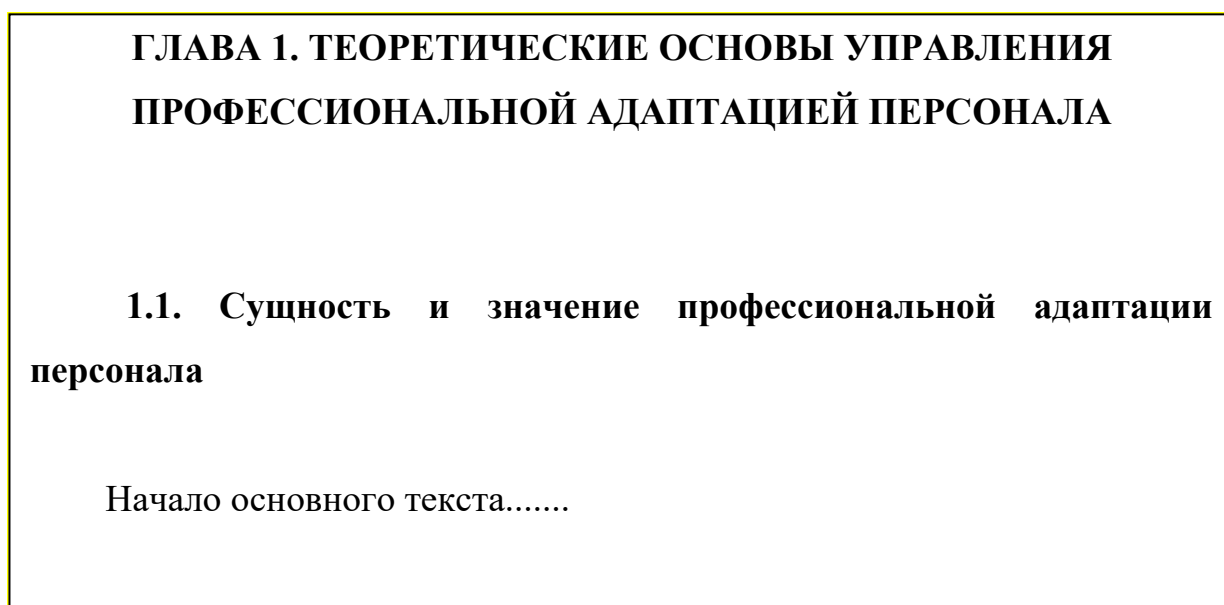 ГЛАВА 1. ТЕОРЕТИЧЕСКИЕ ОСНОВЫ УПРАВЛЕНИЯ
ПРОФЕССИОНАЛЬНОЙ АДАПТАЦИЕЙ ПЕРСОНАЛА
1.1. Сущность и значение профессиональной адаптации
персонала
Начало основного текста.......